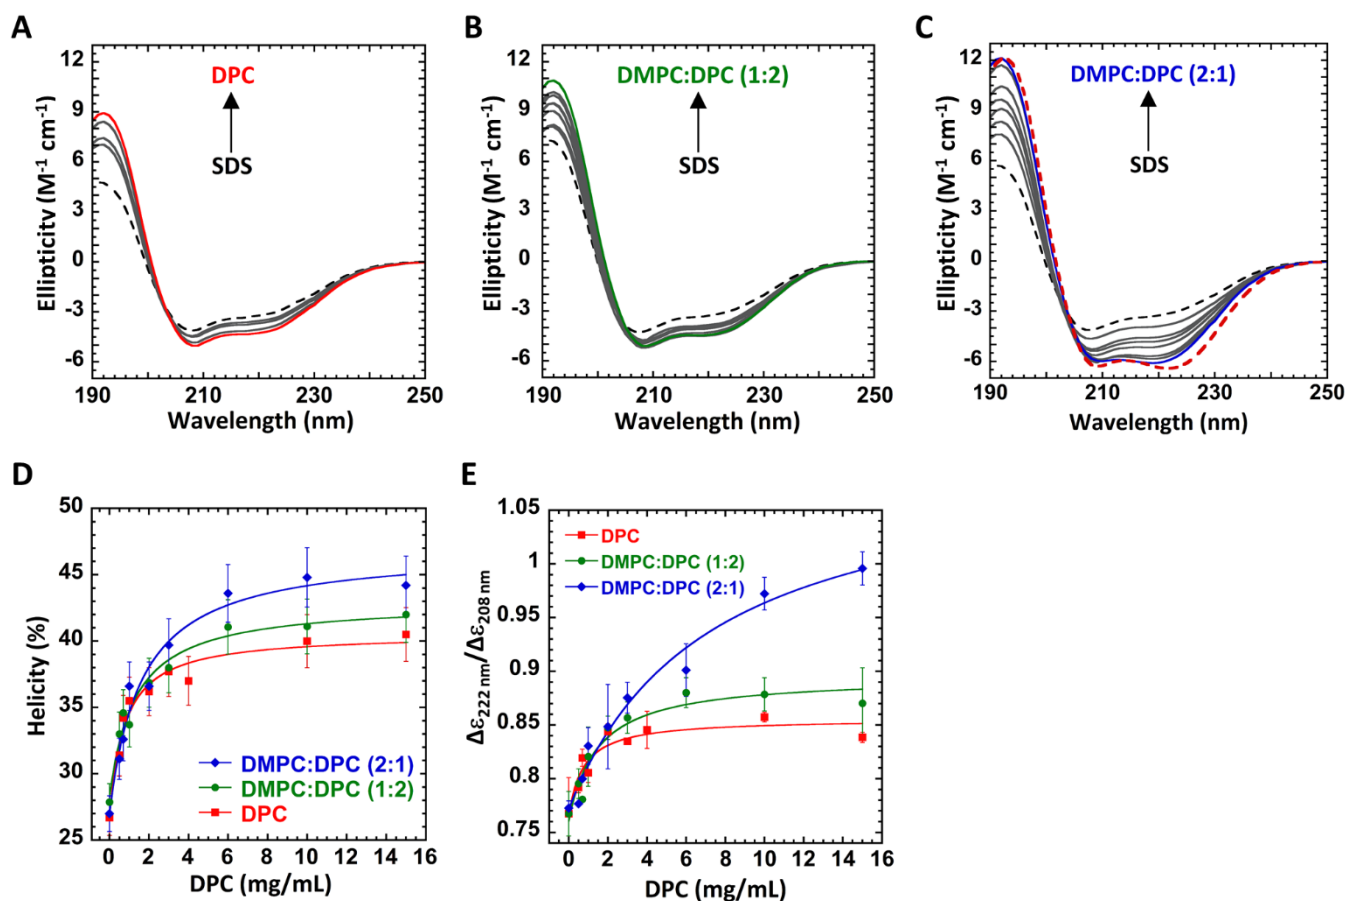 A
DPC
SDS
Ellipticity (M⁻¹ cm⁻¹)
12
9
6
3
0
-3
-6
190 210 230 250
Wavelength (nm)
B
DMPC:DPC (1:2)
SDS
Ellipticity (M⁻¹ cm⁻¹)
12
9
6
3
0
-3
-6
190 210 230 250
Wavelength (nm)
C
DMPC:DPC (2:1)
SDS
Ellipticity (M⁻¹ cm⁻¹)
12
9
6
3
0
-3
-6
190 210 230 250
Wavelength (nm)
D
Helicity (%)
50
45
40
35
30
25
DMPC:DPC (2:1)
DMPC:DPC (1:2)
DPC
0 2 4 6 8 10 12 14 16
DPC (mg/mL)
E
Δε222 nm/Δε208 nm
1.05
1
0.95
0.9
0.85
0.8
0.75
DPC
DMPC:DPC (1:2)
DMPC:DPC (2:1)
0 2 4 6 8 10 12 14 16
DPC (mg/mL)